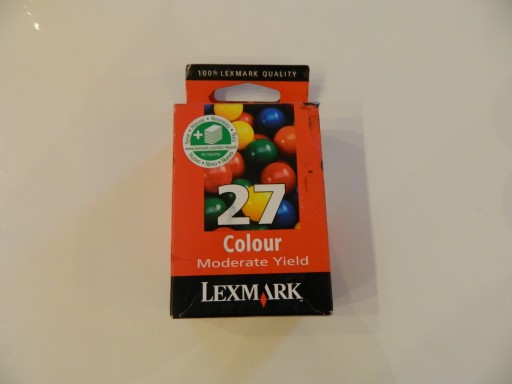 100% LEXMARK QUALITY
27
Colour
Moderate Yield
LEXMARK